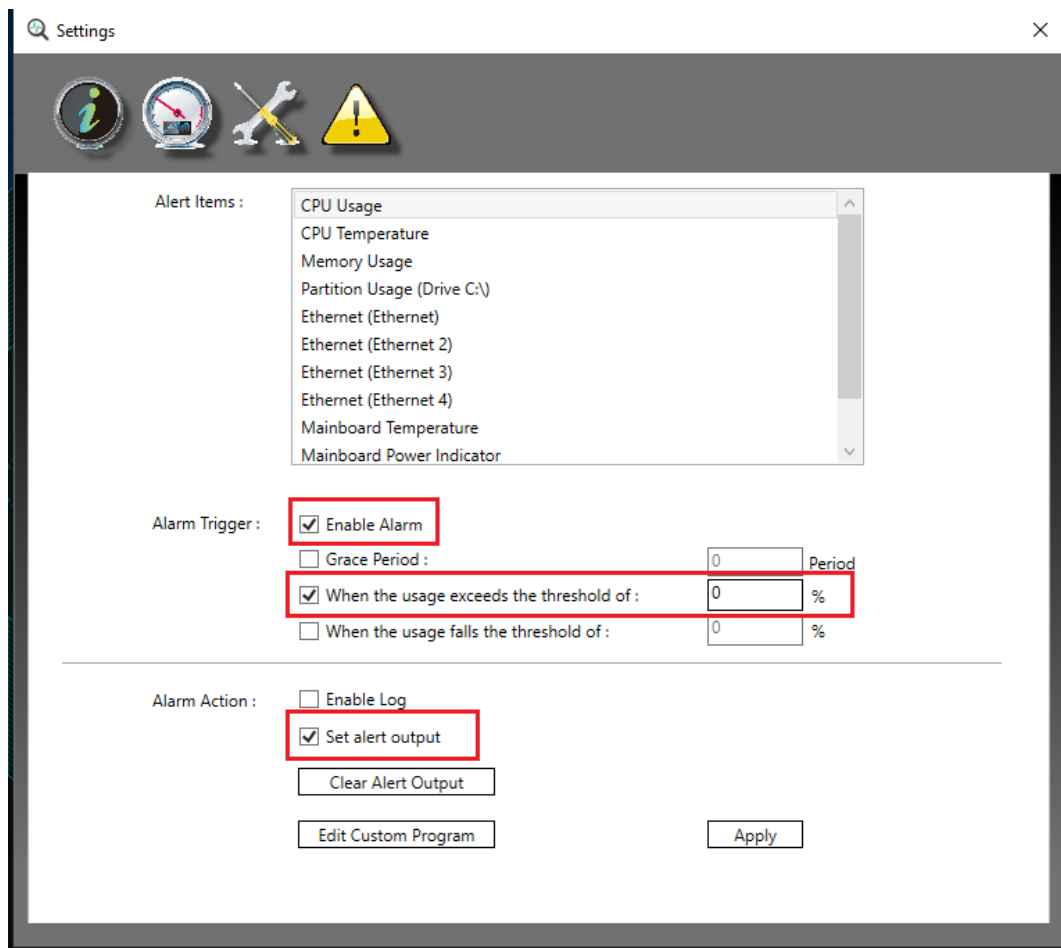 Settings
Alert Items :
CPU Usage
CPU Temperature
Memory Usage
Partition Usage (Drive C:\)
Ethernet (Ethernet)
Ethernet (Ethernet 2)
Ethernet (Ethernet 3)
Ethernet (Ethernet 4)
Mainboard Temperature
Mainboard Power Indicator
Alarm Trigger : Enable Alarm
Grace Period : 0 Period
When the usage exceeds the threshold of : 0 %
When the usage falls the threshold of : 0 %
Alarm Action : Enable Log
Set alert output
Clear Alert Output
Edit Custom Program Apply